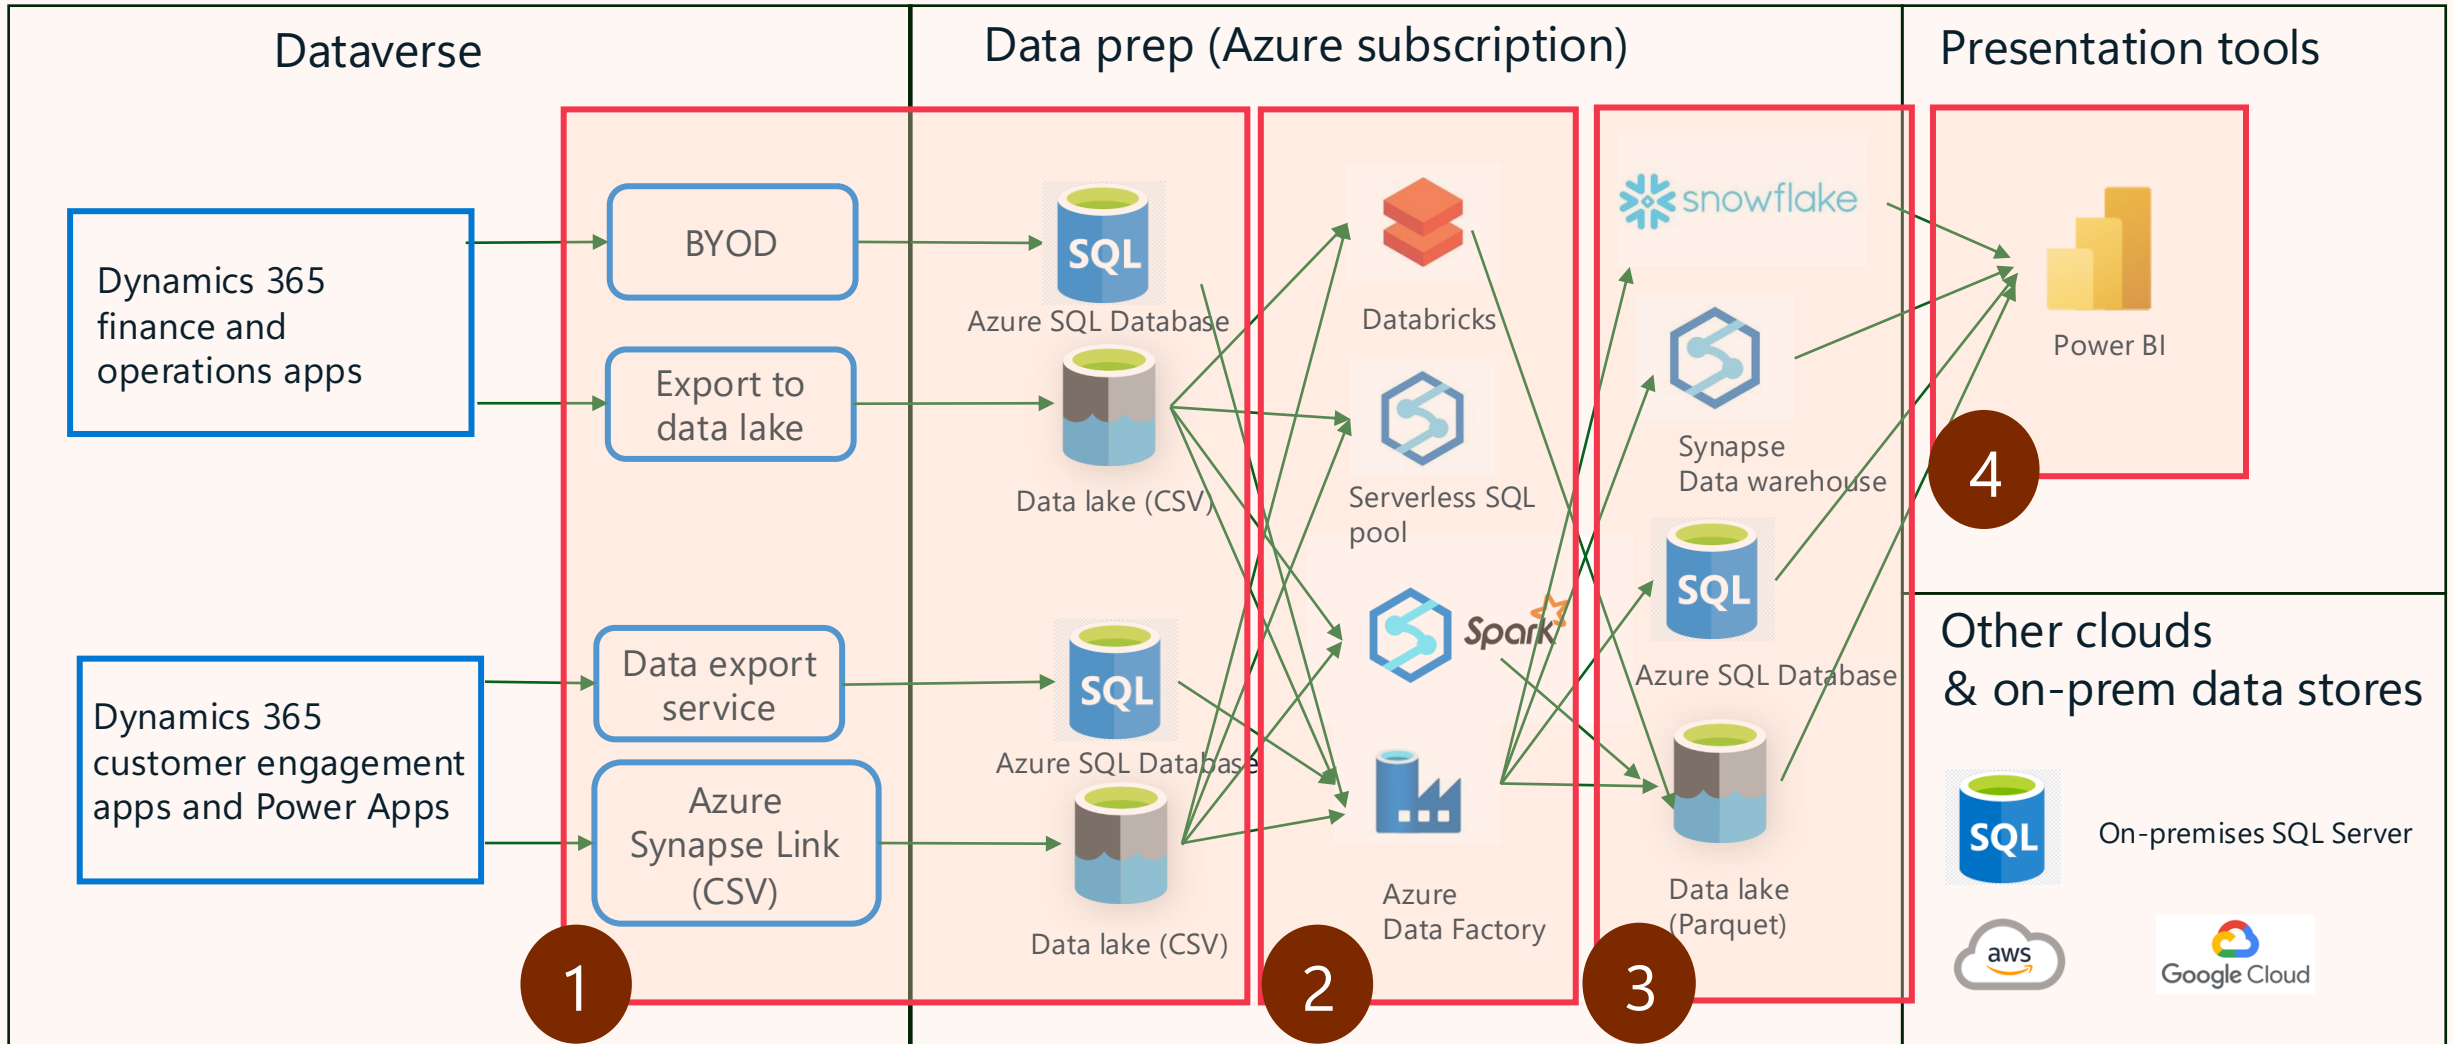 Dataverse
Data prep (Azure subscription)
Presentation tools
Dynamics 365
finance and
operations apps
BYOD
Export to
data lake
SQL
Azure SQL Database
Data lake (CSV)
Dynamics 365
customer engagement
apps and Power Apps
Data export
service
Azure
Synapse Link
(CSV)
SQL
Azure SQL Database
Data lake (CSV)
1
Databricks
Serverless SQL
pool
Spark
Azure
Data Factory
2
snowflake
Synapse
Data warehouse
SQL
Azure SQL Database
Data lake
(Parquet)
3
Power BI
4
Other clouds
& on-prem data stores
SQL
On-premises SQL Server
aws
Google Cloud